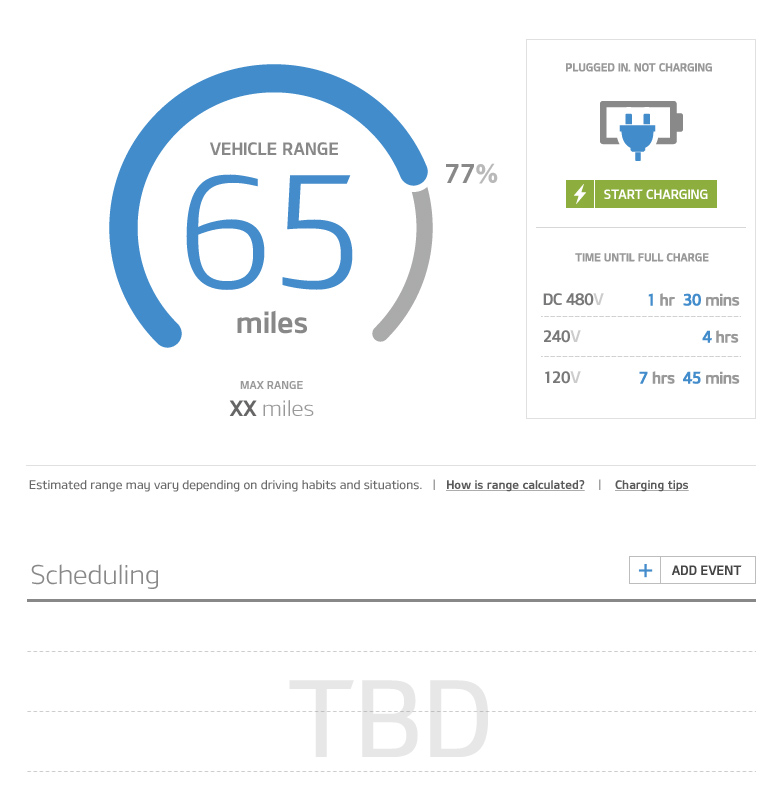 VEHICLE RANGE
65
miles
77%
MAX RANGE
XX miles
PLUGGED IN. NOT CHARGING
START CHARGING
TIME UNTIL FULL CHARGE
DC 480V 1 hr 30 mins
240V 4 hrs
120V 7 hrs 45 mins
Estimated range may vary depending on driving habits and situations. | How is range calculated? | Charging tips
Scheduling
+ ADD EVENT
TBD